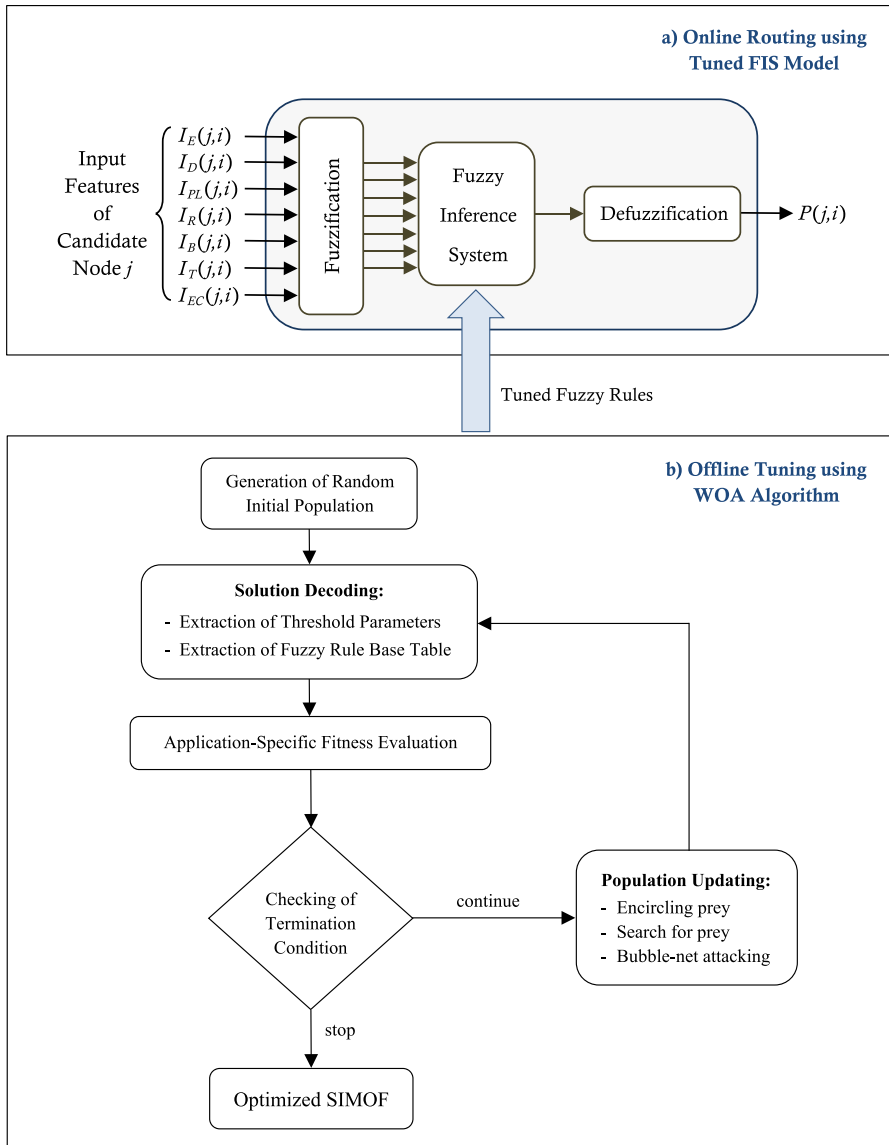 a) Online Routing using
Tuned FIS Model
Input
Features
of
Candidate
Node j
I_E(j,i)
I_D(j,i)
I_PL(j,i)
I_R(j,i)
I_B(j,i)
I_T(j,i)
I_EC(j,i)
Fuzzification
Fuzzy
Inference
System
Defuzzification
P(j,i)
Tuned Fuzzy Rules
b) Offline Tuning using
WOA Algorithm
Generation of Random
Initial Population
Solution Decoding:
- Extraction of Threshold Parameters
- Extraction of Fuzzy Rule Base Table
Application-Specific Fitness Evaluation
Checking of
Termination
Condition
continue
Population Updating:
- Encircling prey
- Search for prey
- Bubble-net attacking
stop
Optimized SIMOF